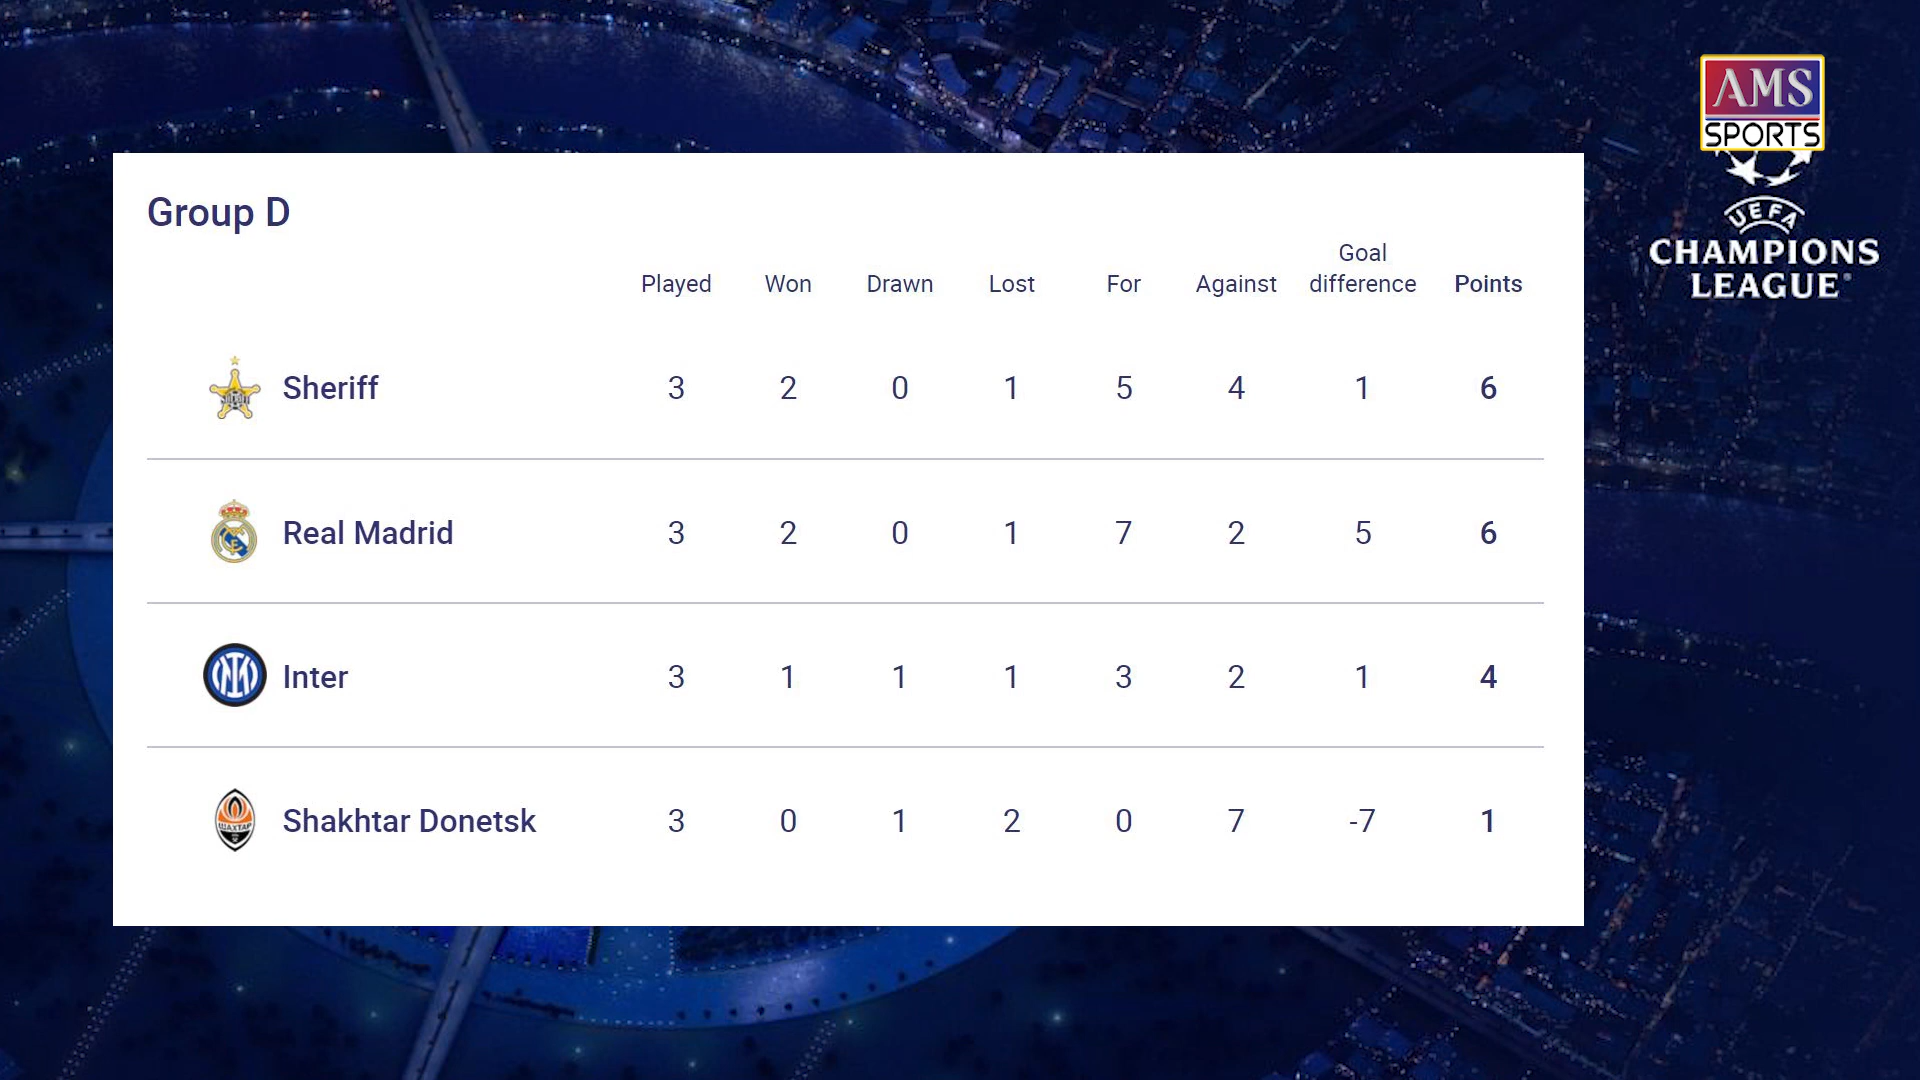 AMS
SPORTS
UEFA
CHAMPIONS
LEAGUE
Group D
Played Won Drawn Lost For Against Goal difference Points
Sheriff 3 2 0 1 5 4 1 6
Real Madrid 3 2 0 1 7 2 5 6
Inter 3 1 1 1 3 2 1 4
Shakhtar Donetsk 3 0 1 2 0 7 -7 1